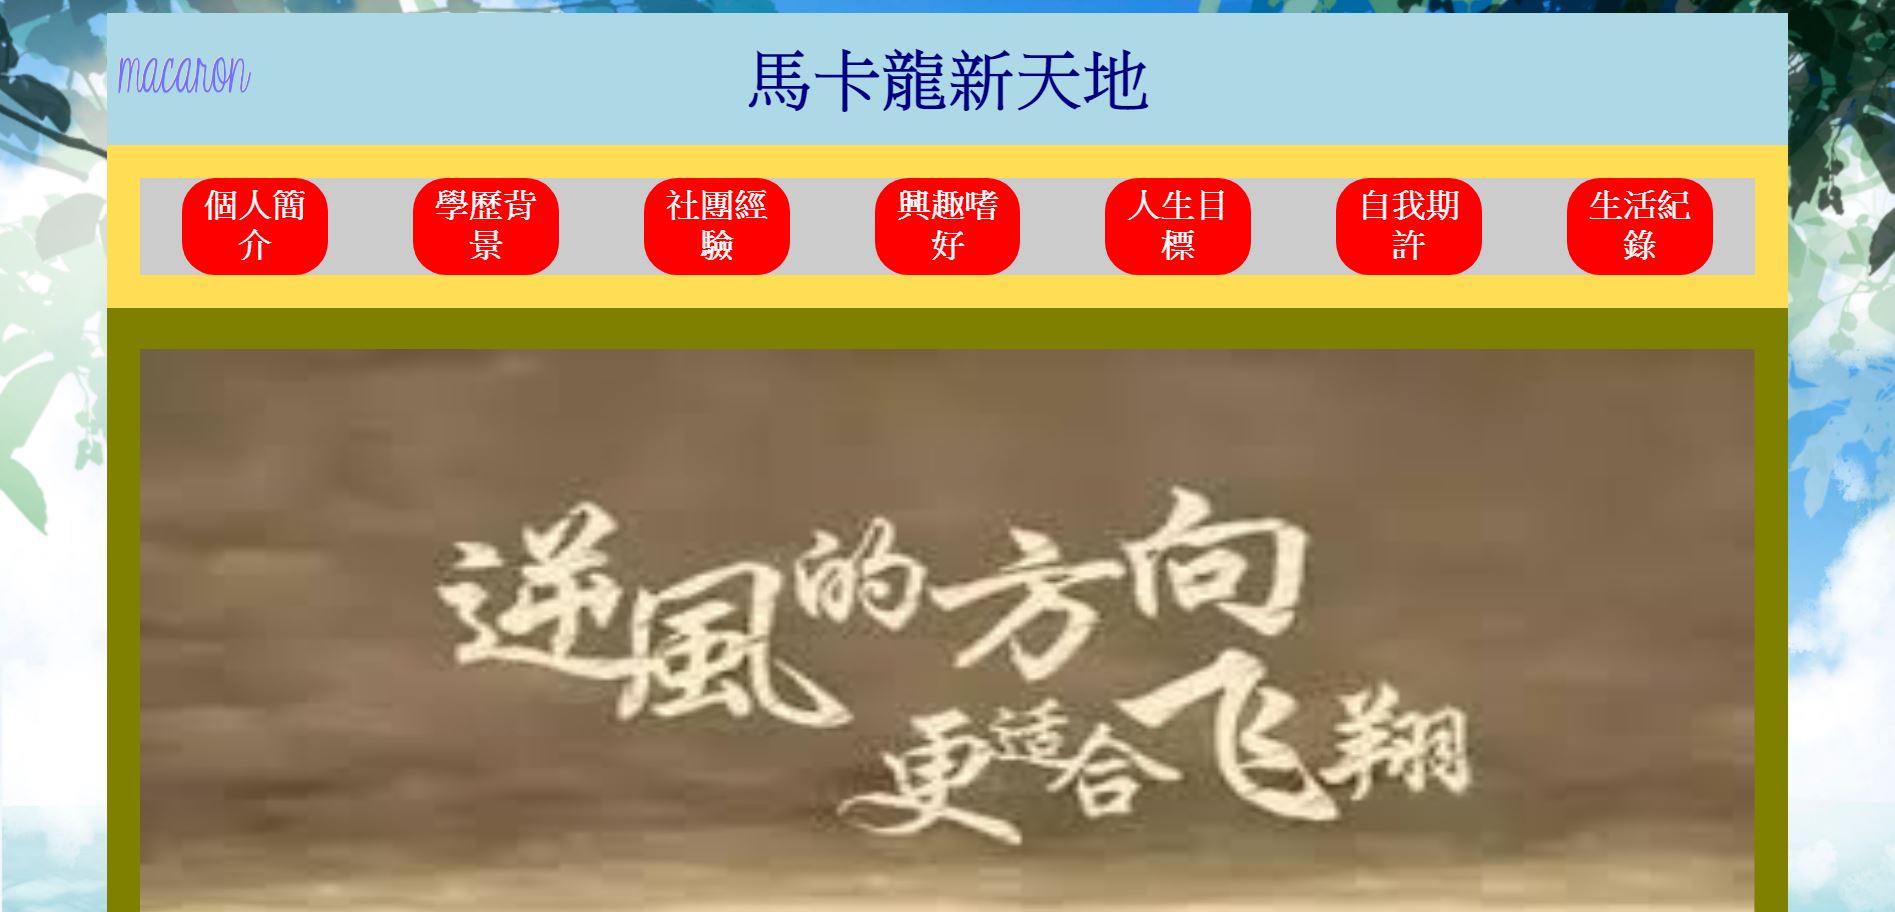 macaron
馬卡龍新天地
個人簡
介
學歷背
景
社團經
驗
興趣嗜
好
人生目
標
自我期
許
生活紀
錄
逆風的方向
更适合飞翔